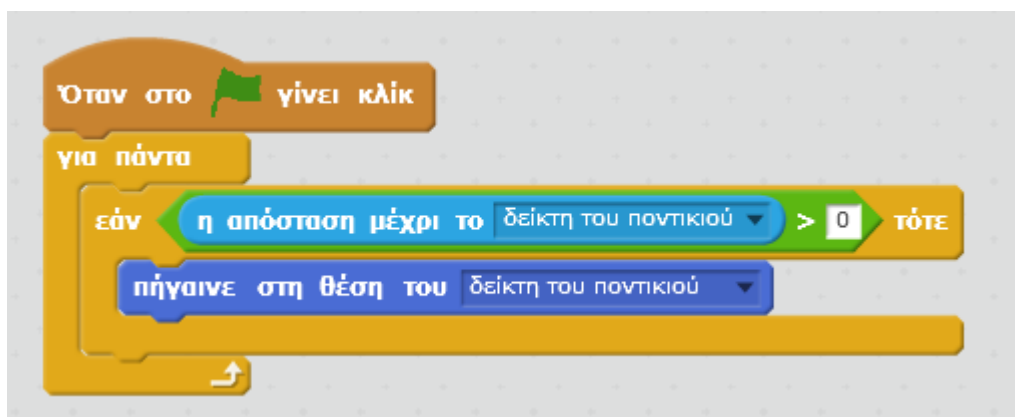 Όταν στο γίνει κλίκ
για πάντα
εάν η απόσταση μέχρι το δείκτη του ποντικιού > 0 τότε
πήγαινε στη θέση του δείκτη του ποντικιού